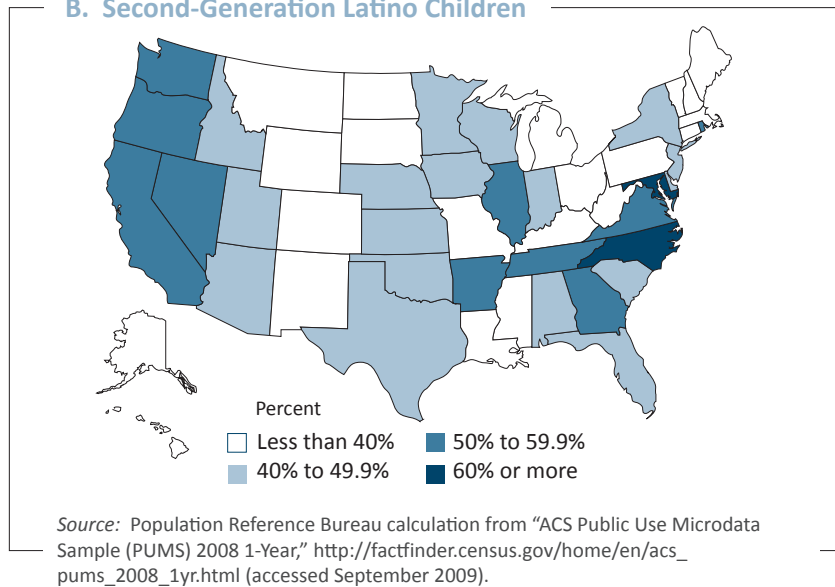 B. Second-Generation Latino Children
Percent
Less than 40%
50% to 59.9%
40% to 49.9%
60% or more
Source: Population Reference Bureau calculation from “ACS Public Use Microdata
Sample (PUMS) 2008 1-Year,” http://factfinder.census.gov/home/en/acs_
pums_2008_1yr.html (accessed September 2009).